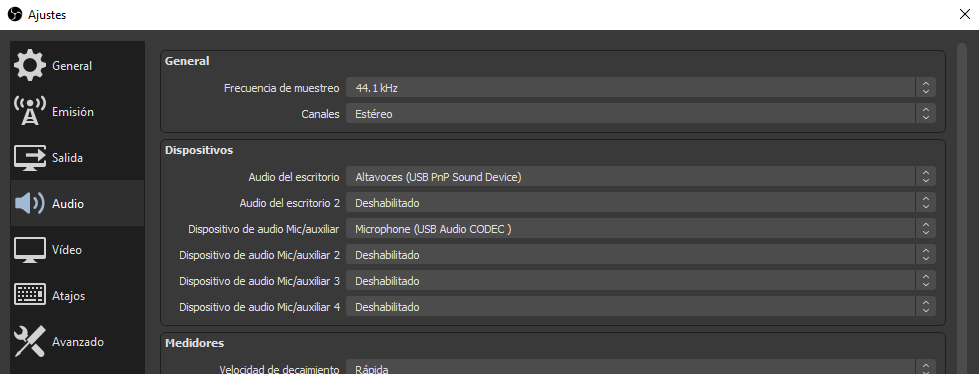 Ajustes
General
Emisión
Salida
Audio
Vídeo
Atajos
Avanzado
General
Frecuencia de muestreo 44.1 kHz
Canales Estéreo
Dispositivos
Audio del escritorio Altavoces (USB PnP Sound Device)
Audio del escritorio 2 Deshabilitado
Dispositivo de audio Mic/auxiliar Microphone (USB Audio CODEC )
Dispositivo de audio Mic/auxiliar 2 Deshabilitado
Dispositivo de audio Mic/auxiliar 3 Deshabilitado
Dispositivo de audio Mic/auxiliar 4 Deshabilitado
Medidores
Velocidad de decaimiento Rápida